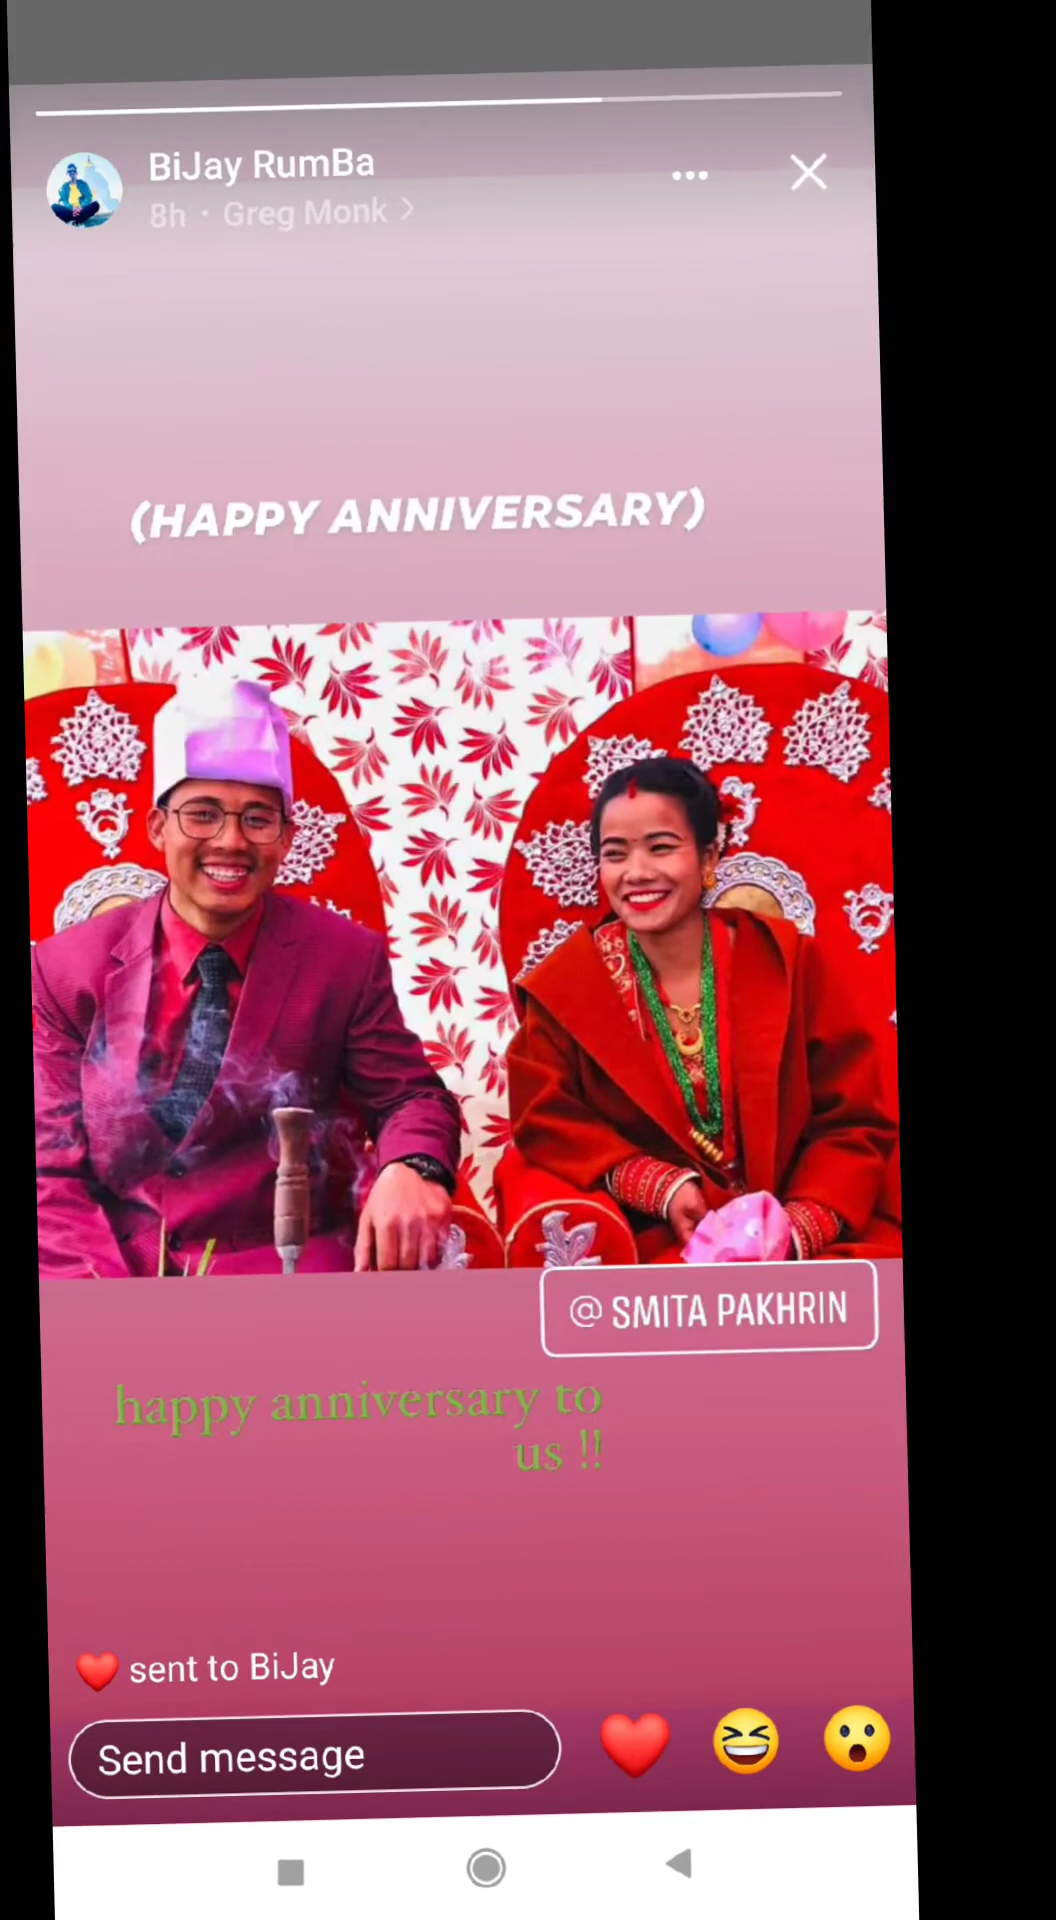 BiJay RumBa
8h · Greg Monk >
(HAPPY ANNIVERSARY)
@ SMITA PAKHRIN
happy anniversary to
us !!
❤️ sent to BiJay
Send message